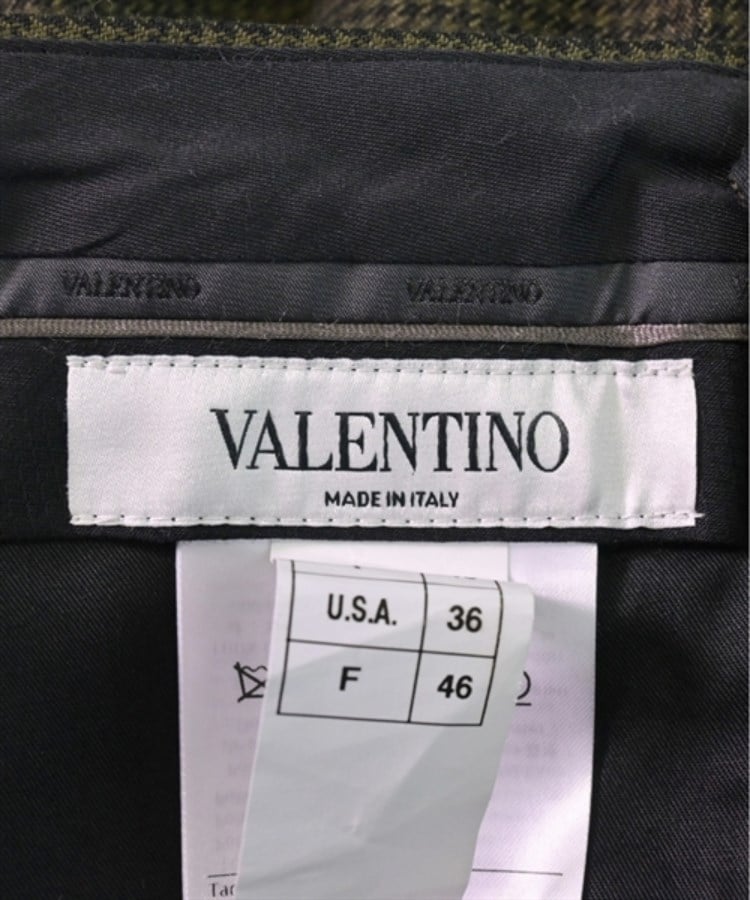 VALENTINO VALENTINO
VALENTINO
MADE IN ITALY
U.S.A. 36
F 46